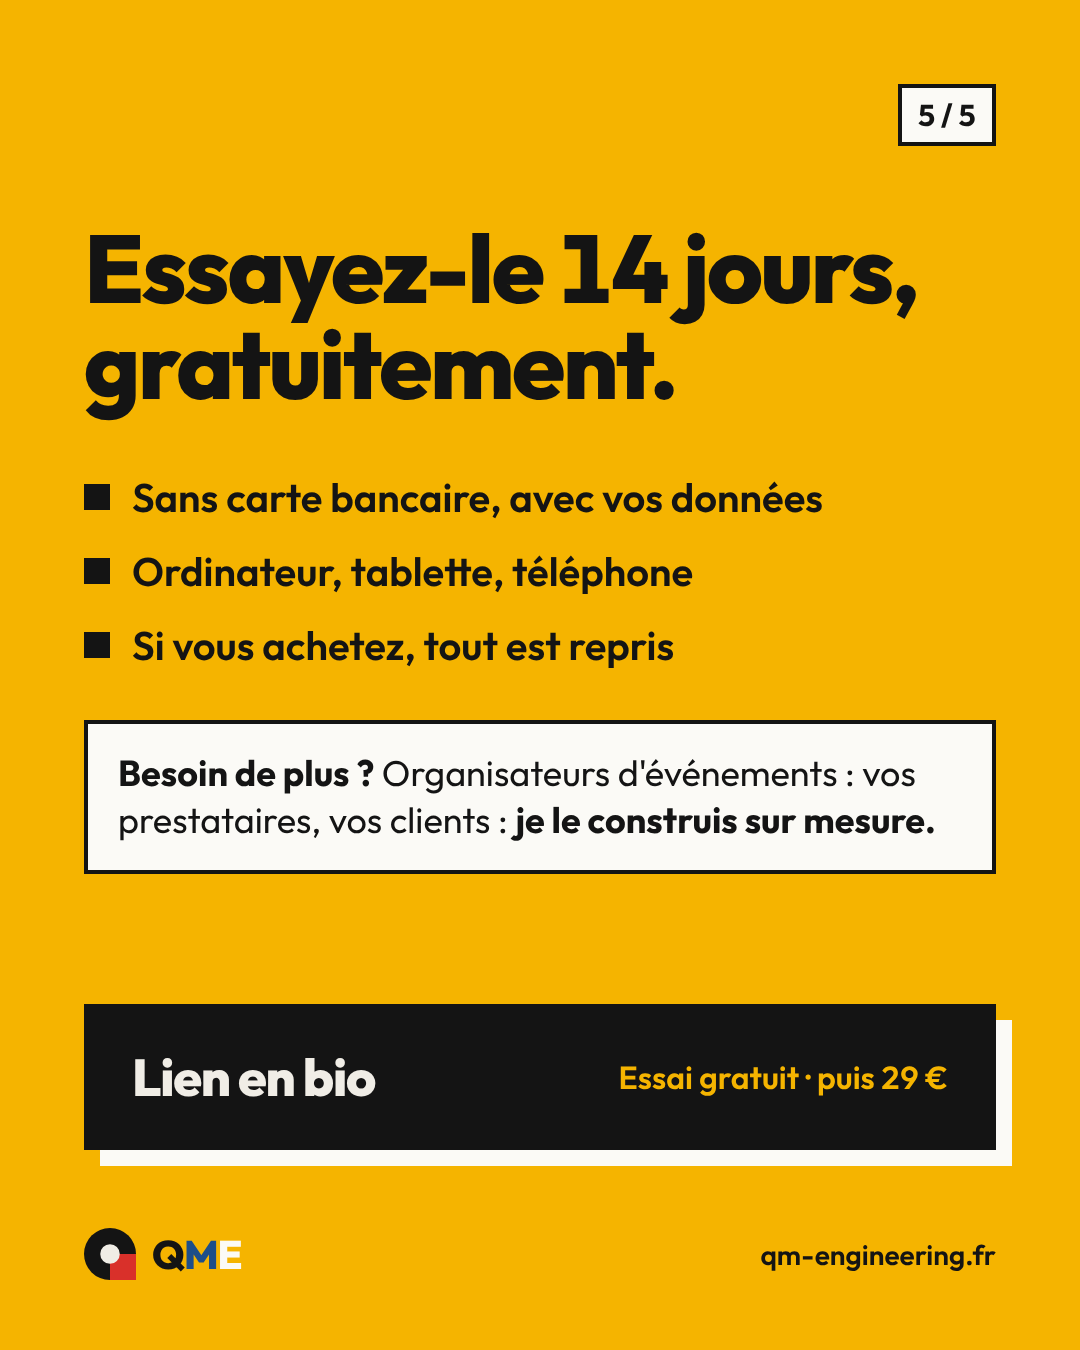 5 / 5
Essayez-le 14 jours,
gratuitement.
Sans carte bancaire, avec vos données
Ordinateur, tablette, téléphone
Si vous achetez, tout est repris
Besoin de plus ? Organisateurs d'événements : vos
prestataires, vos clients : je le construis sur mesure.
Lien en bio
Essai gratuit · puis 29 €
QME
qm-engineering.fr